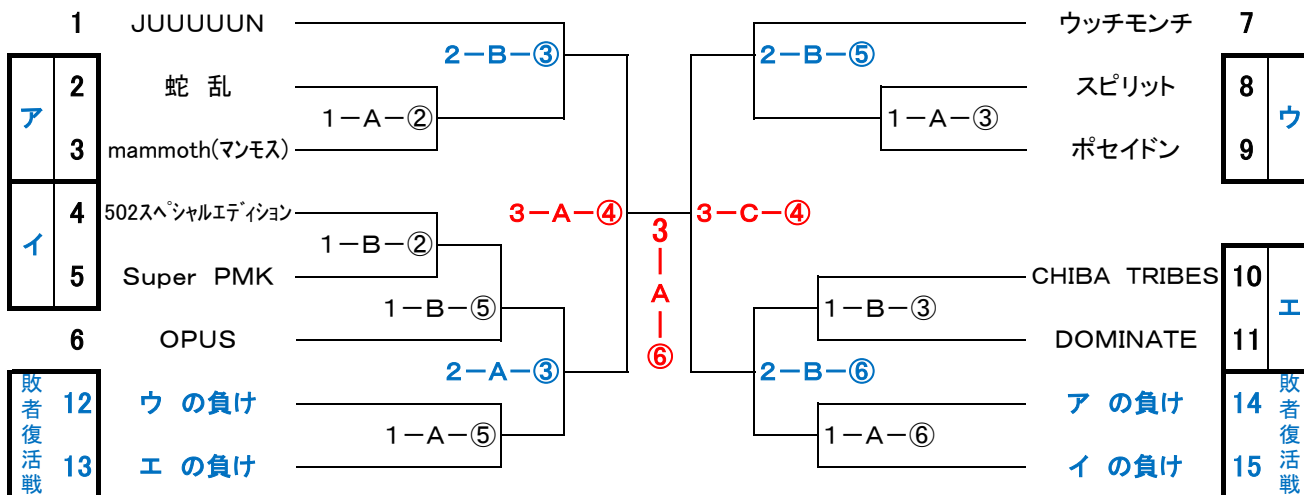 1 JUUUUUN
2－B－③
ア
2 蛇 乱
1－A－②
3 mammoth(マンモス)
イ
4 502スペシャルエディション
1－B－②
5 Super PMK
1－B－⑤
6 OPUS
2－A－③
敗者復活戦
12 ウ の負け
1－A－⑤
13 エ の負け
3－A－④
3－A－⑥
3－C－④
ウッチモンチ 7
2－B－⑤
スピリット 8
ウ
1－A－③
ポセイドン 9
CHIBA TRIBES 10
エ
1－B－③
DOMINATE 11
2－B－⑥
ア の負け 14
敗者復活戦
1－A－⑥
イ の負け 15